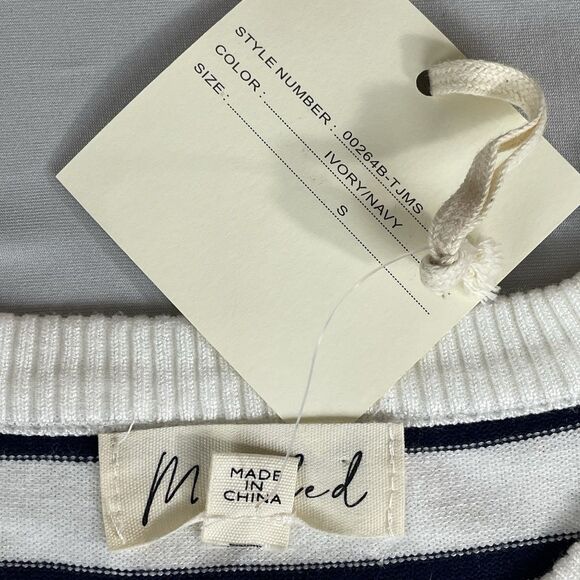 STYLE NUMBER : 00264B-TJMS
COLOR : IVORY/NAVY
SIZE : S
MADE
IN
CHINA